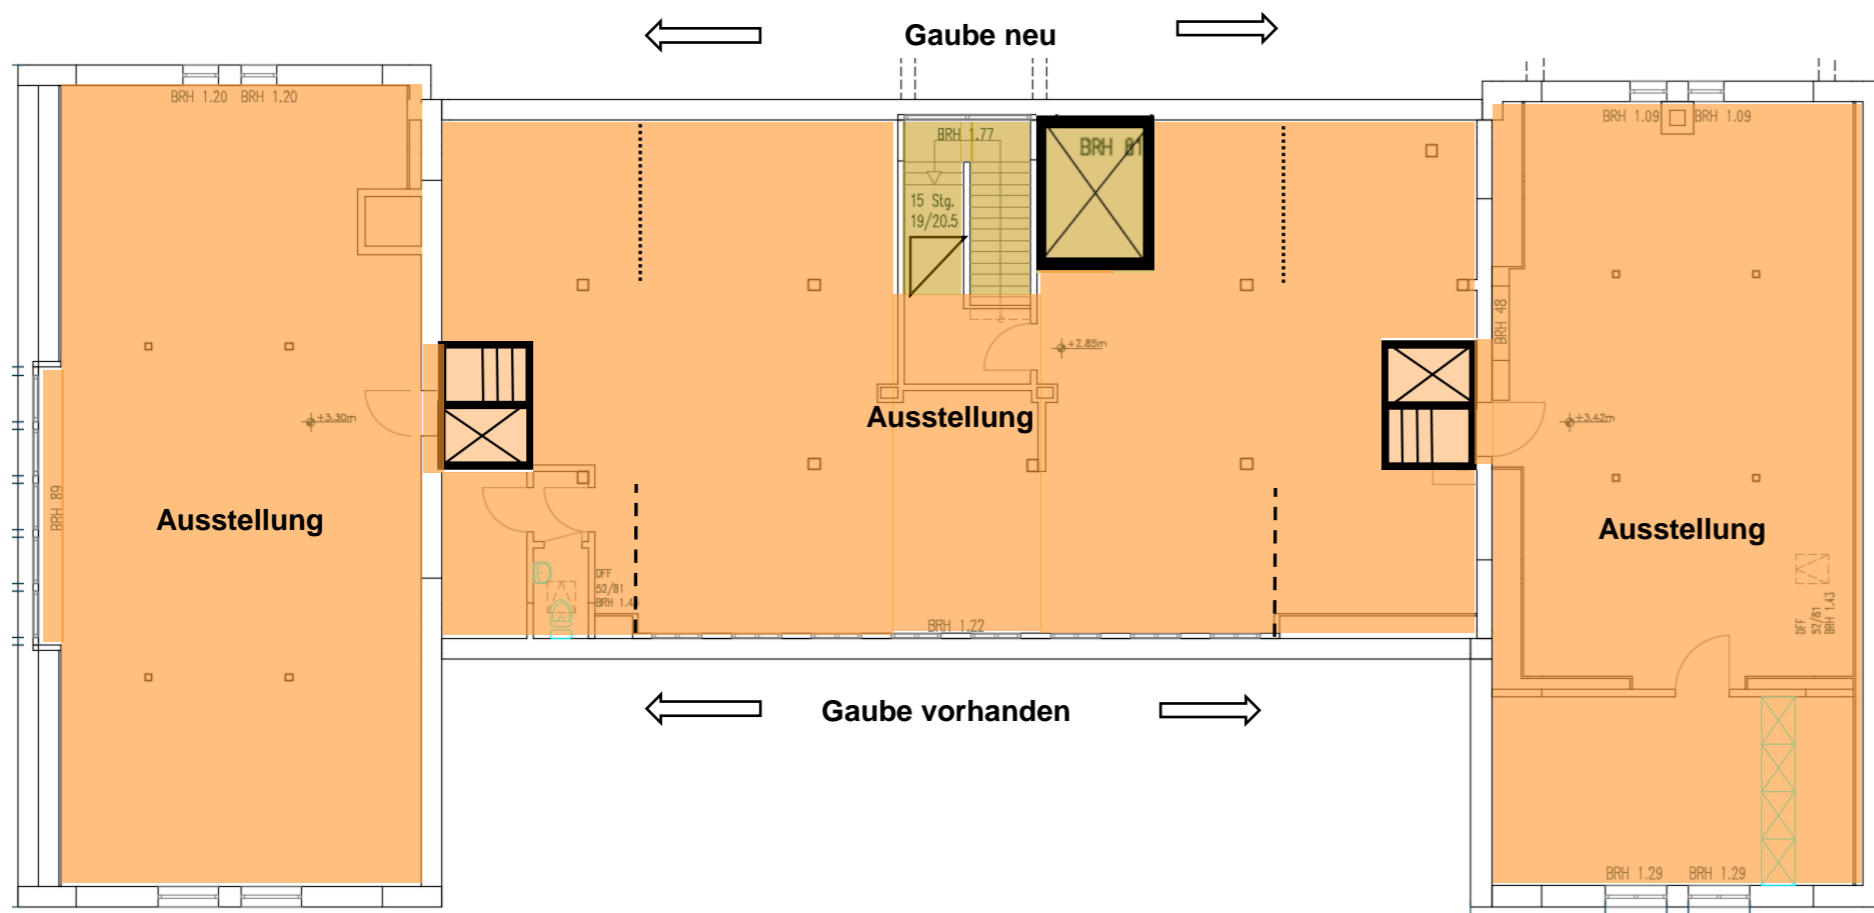 Gaube neu
BRH 1.20 BRH 1.20
BRH 1.77
BRH 81
BRH 1.09 BRH 1.09
15 Stg.
19/20.5
BRH 48
+2.85m
+3.30m
Ausstellung
+3.42m
BRH 89
Ausstellung
Ausstellung
DFF
52/81
BRH 1.4
DFF
52/81
BRH 1.43
BRH 1.22
Gaube vorhanden
BRH 1.29 BRH 1.29